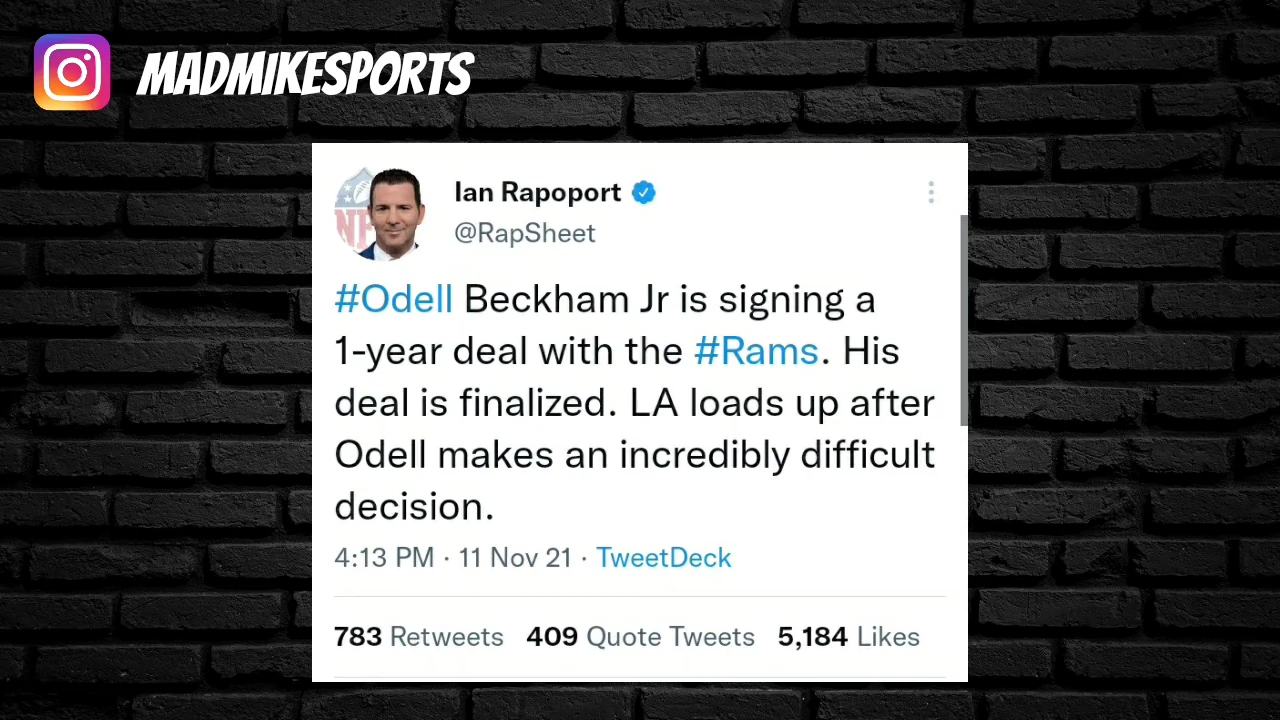 MADMIKESPORTS
NFL
Ian Rapoport
@RapSheet
#Odell Beckham Jr is signing a
1-year deal with the #Rams. His
deal is finalized. LA loads up after
Odell makes an incredibly difficult
decision.
4:13 PM · 11 Nov 21 · TweetDeck
783 Retweets 409 Quote Tweets 5,184 Likes